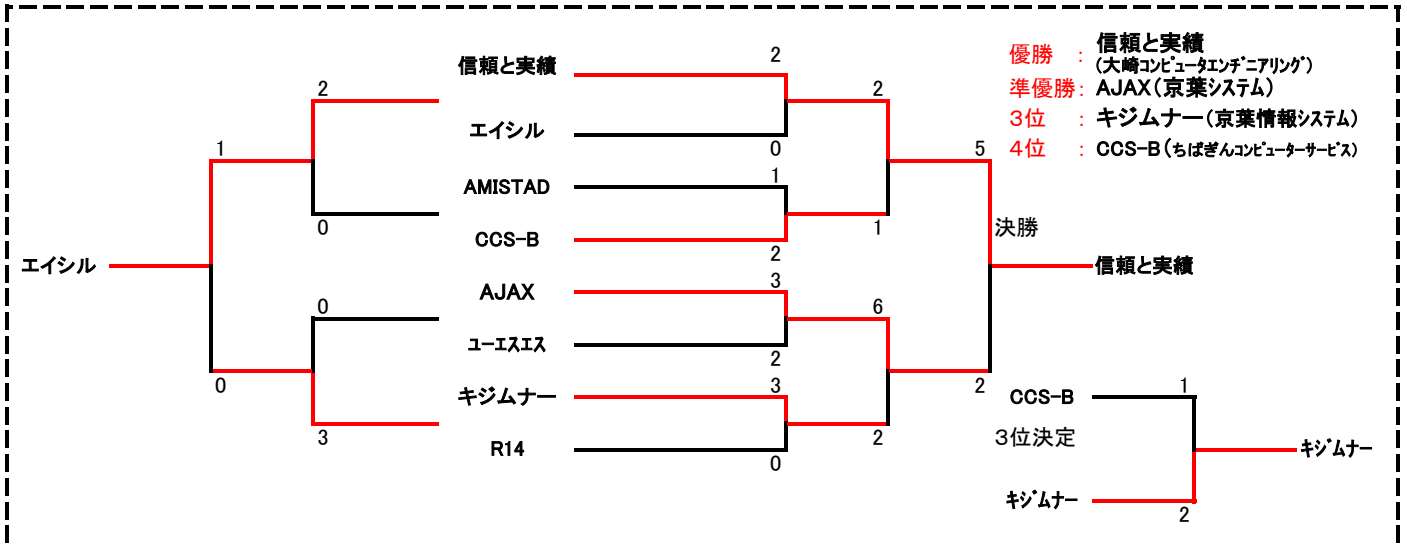 優勝 : 信頼と実績
(大崎コンピュータエンヂニアリング)
準優勝: AJAX(京葉システム)
3位 : キジムナー(京葉情報システム)
4位 : CCS-B(ちばぎんコンピューターサービス)
信頼と実績 2
2 2
エイシル 0
1 5
AMISTAD 1
0 1
CCS-B 2
決勝
エイシル
信頼と実績
AJAX 3
0 6
ユーエスエス 2
0 2
キジムナー 3
3 2
R14 0
CCS-B 1
3位決定
キジムナー
キジムナー 2